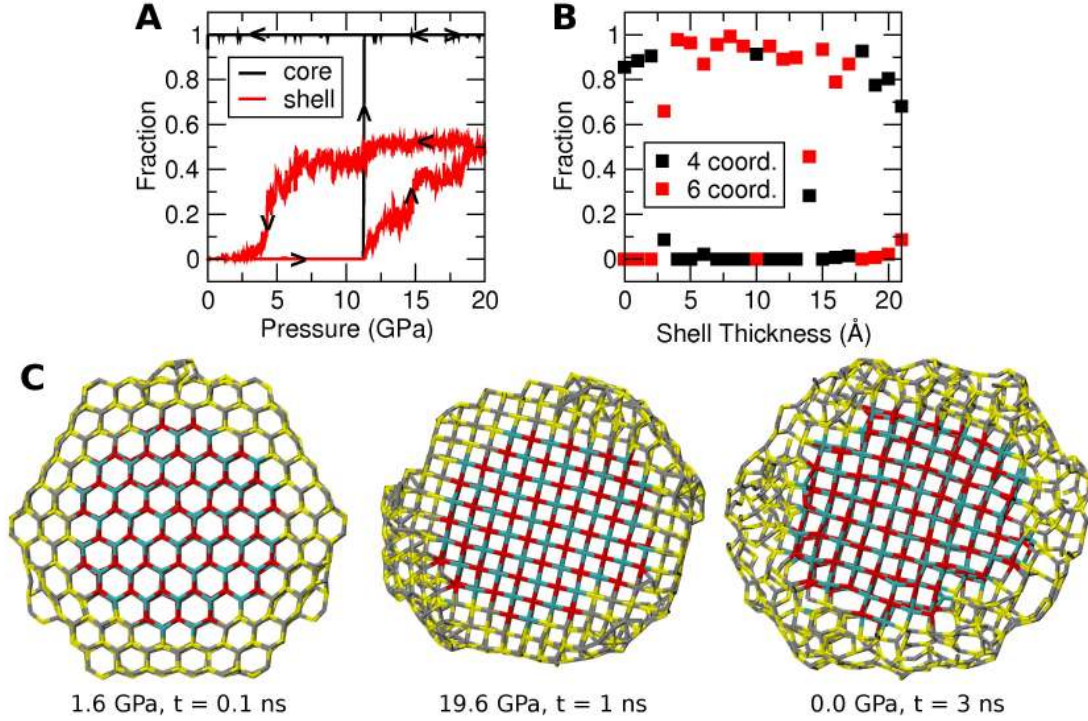 A
B
1
0.8
0.6
0.4
0.2
0
Fraction
core
shell
0
5
10
15
20
Pressure (GPa)
1
0.8
0.6
0.4
0.2
0
Fraction
4 coord.
6 coord.
0
5
10
15
20
Shell Thickness (Å)
C
1.6 GPa, t = 0.1 ns
19.6 GPa, t = 1 ns
0.0 GPa, t = 3 ns